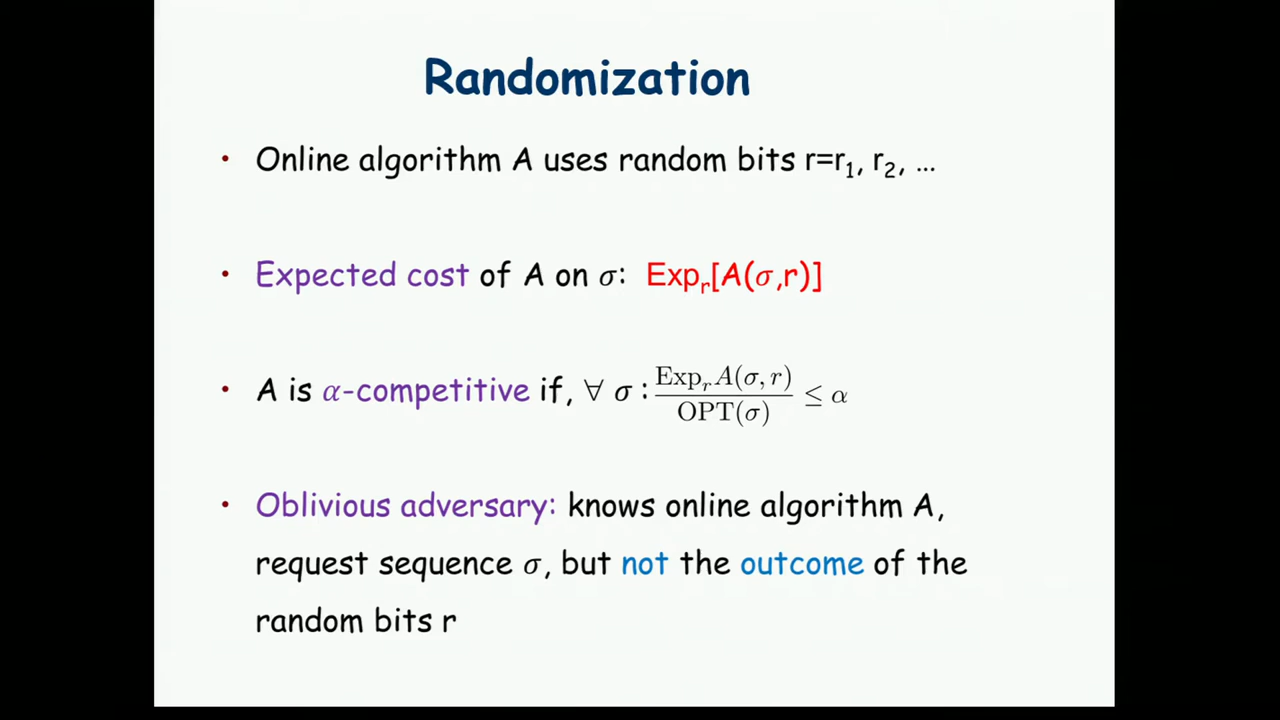 Randomization
• Online algorithm A uses random bits r=r₁, r₂, ...
• Expected cost of A on σ: Expᵣ[A(σ,r)]
• A is α-competitive if, ∀ σ : ExpᵣA(σ, r) / OPT(σ) ≤ α
• Oblivious adversary: knows online algorithm A,
request sequence σ, but not the outcome of the
random bits r